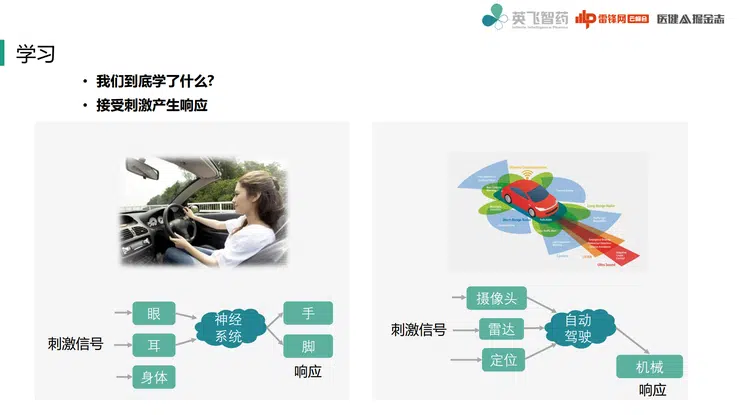 英飞智药
Infinite Intelligence Pharma
雷锋网
医健AI掘金志
学习
• 我们到底学了什么?
• 接受刺激产生响应
刺激信号
眼
耳
身体
神经
系统
手
脚
响应
刺激信号
摄像头
雷达
定位
自动
驾驶
机械
响应